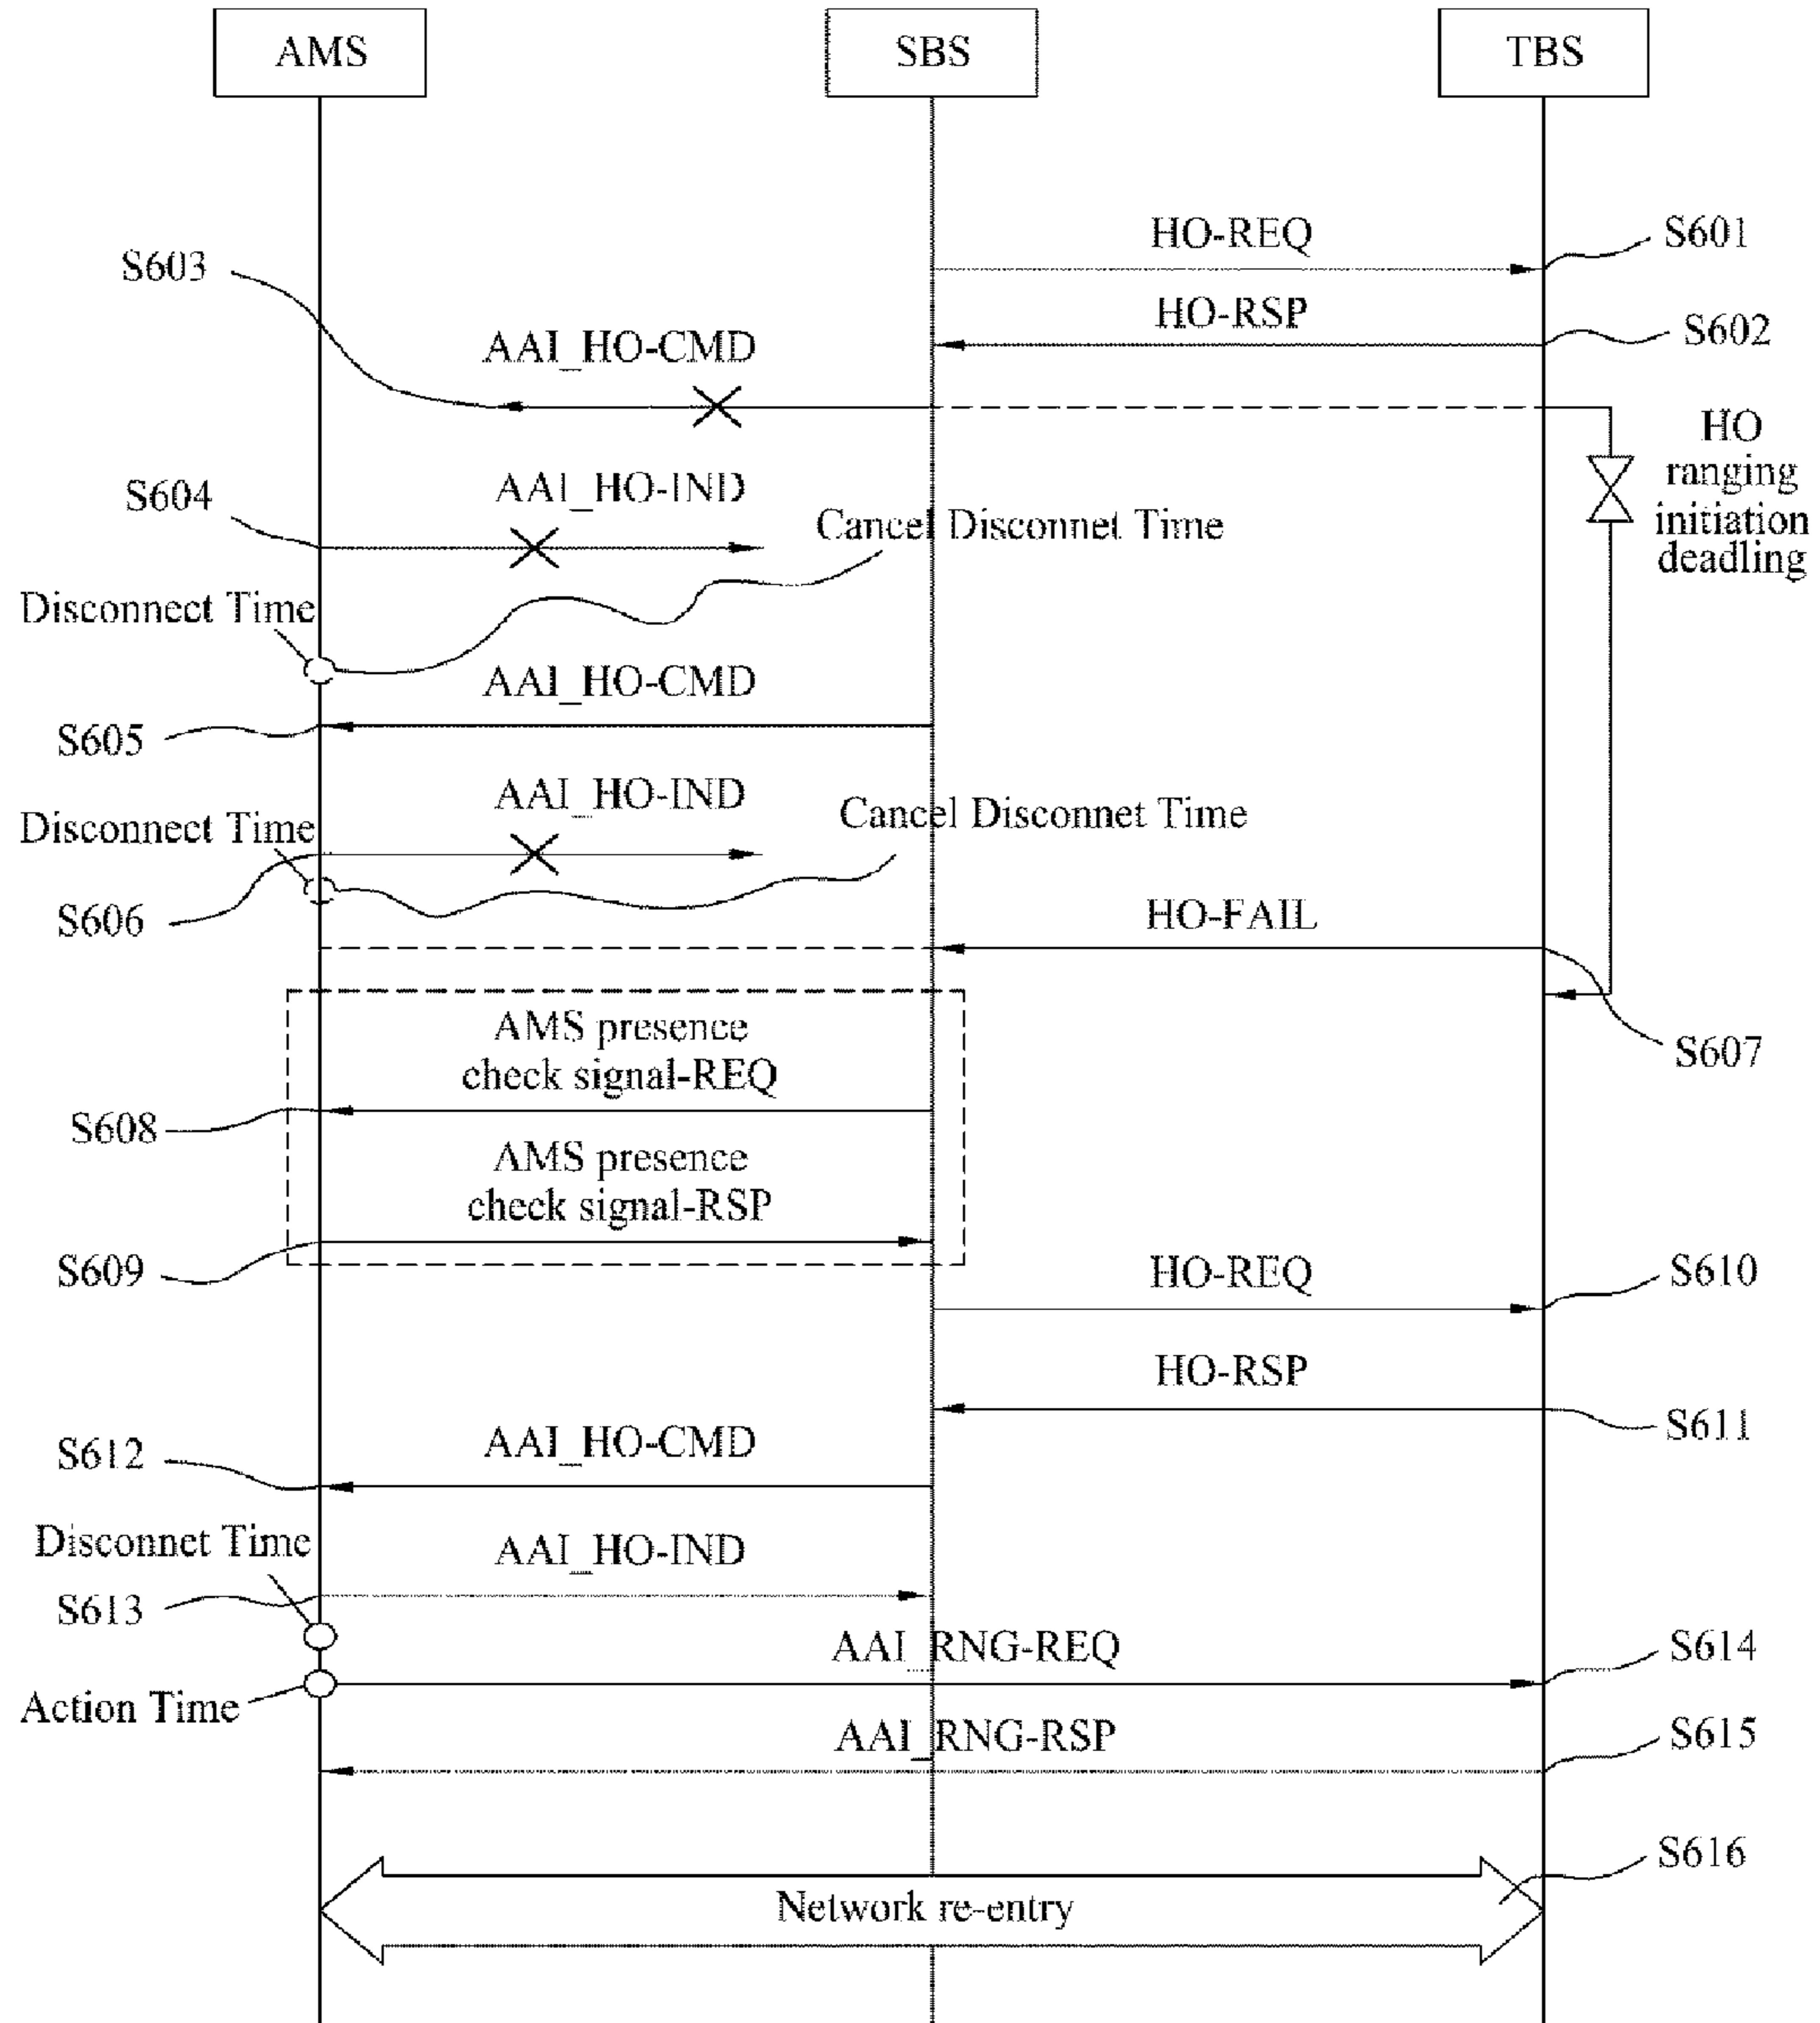 AMS
SBS
TBS
HO-REQ
S601
S603
HO-RSP
S602
AAI_HO-CMD
HO
ranging
initiation
deadling
AAI_HO-IND
S604
Cancel Disconnet Time
Disconnect Time
AAI_HO-CMD
S605
AAI_HO-IND
Cancel Disconnet Time
Disconnect Time
S606
HO-FAIL
AMS presence
check signal-REQ
S607
S608
AMS presence
check signal-RSP
S609
HO-REQ
S610
HO-RSP
S611
AAI_HO-CMD
S612
Disconnet Time
AAI_HO-IND
S613
AAI_RNG-REQ
S614
Action Time
AAI_RNG-RSP
S615
S616
Network re-entry